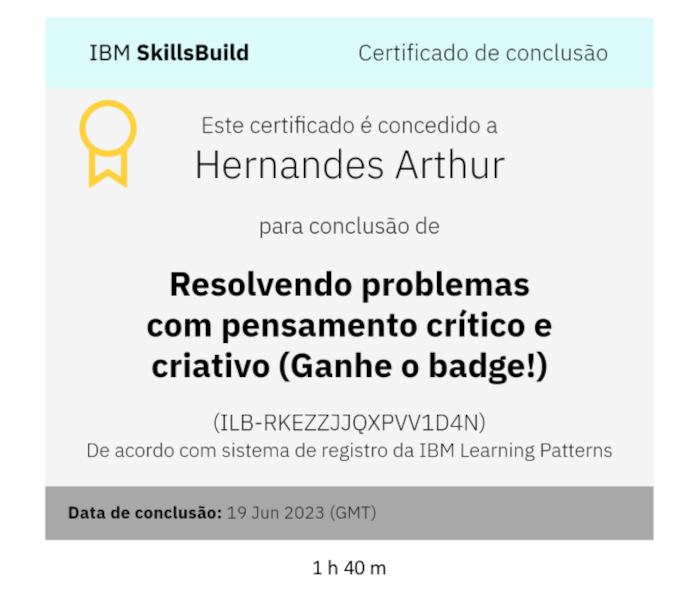 IBM SkillsBuild
Certificado de conclusão
Este certificado é concedido a
Hernandes Arthur
para conclusão de
Resolvendo problemas
com pensamento crítico e
criativo (Ganhe o badge!)
(ILB-RKEZZJJQXPVV1D4N)
De acordo com sistema de registro da IBM Learning Patterns
Data de conclusão: 19 Jun 2023 (GMT)
1 h 40 m